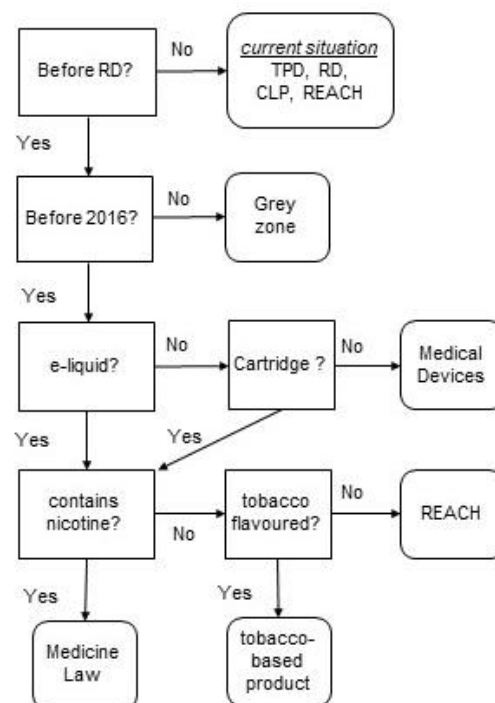 Before RD?
No
current situation
TPD, RD,
CLP, REACH
Yes
Before 2016?
No
Grey
zone
Yes
e-liquid?
No
Cartridge ?
No
Medical
Devices
Yes
Yes
contains
nicotine?
No
tobacco
flavoured?
No
REACH
Yes
Yes
Medicine
Law
tobacco-
based
product